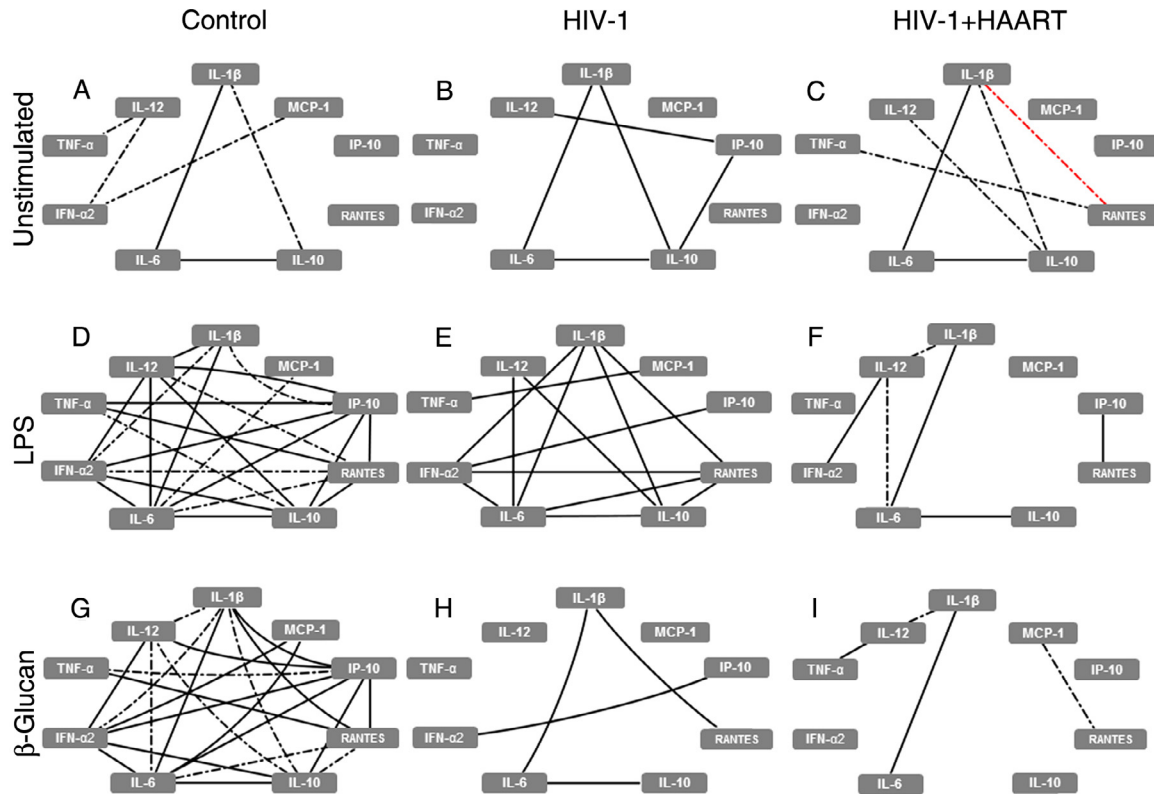 Control HIV-1 HIV-1+HAART
Unstimulated
A
IL-1β
IL-12
MCP-1
TNF-α
IP-10
IFN-α2
RANTES
IL-6
IL-10
B
IL-1β
IL-12
MCP-1
TNF-α
IP-10
IFN-α2
RANTES
IL-6
IL-10
C
IL-1β
IL-12
MCP-1
TNF-α
IP-10
IFN-α2
RANTES
IL-6
IL-10
LPS
D
IL-1β
IL-12
MCP-1
TNF-α
IP-10
IFN-α2
RANTES
IL-6
IL-10
E
IL-1β
IL-12
MCP-1
TNF-α
IP-10
IFN-α2
RANTES
IL-6
IL-10
F
IL-1β
IL-12
MCP-1
TNF-α
IP-10
IFN-α2
RANTES
IL-6
IL-10
β-Glucan
G
IL-1β
IL-12
MCP-1
TNF-α
IP-10
IFN-α2
RANTES
IL-6
IL-10
H
IL-1β
IL-12
MCP-1
TNF-α
IP-10
IFN-α2
RANTES
IL-6
IL-10
I
IL-1β
IL-12
MCP-1
TNF-α
IP-10
IFN-α2
RANTES
IL-6
IL-10